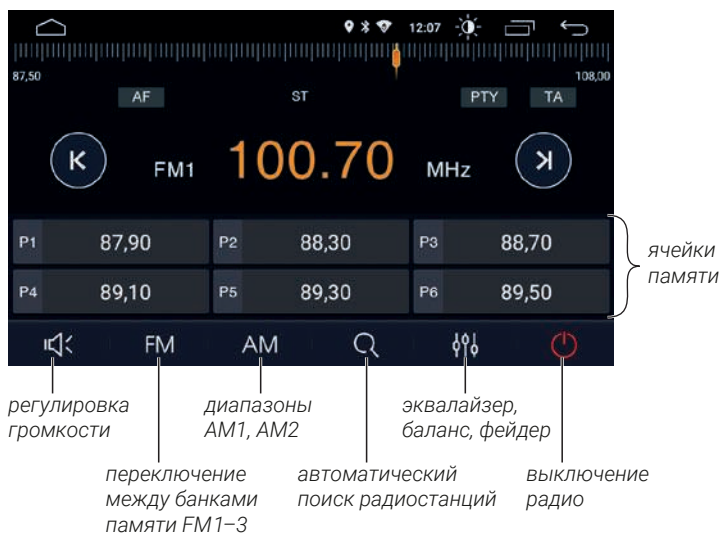 12:07
87,50
108,00
AF
ST
PTY
TA
FM1
100.70
MHz
P1
87,90
P2
88,30
P3
88,70
P4
89,10
P5
89,30
P6
89,50
ячейки
памяти
FM
AM
регулировка
громкости
диапазоны
AM1, AM2
эквалайзер,
баланс, фейдер
переключение
между банками
памяти FM1–3
автоматический
поиск радиостанций
выключение
радио